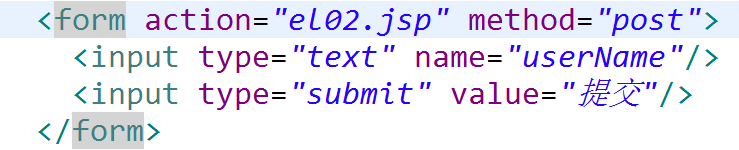 <form action="el02.jsp" method="post">
<input type="text" name="userName"/>
<input type="submit" value="提交"/>
</form>